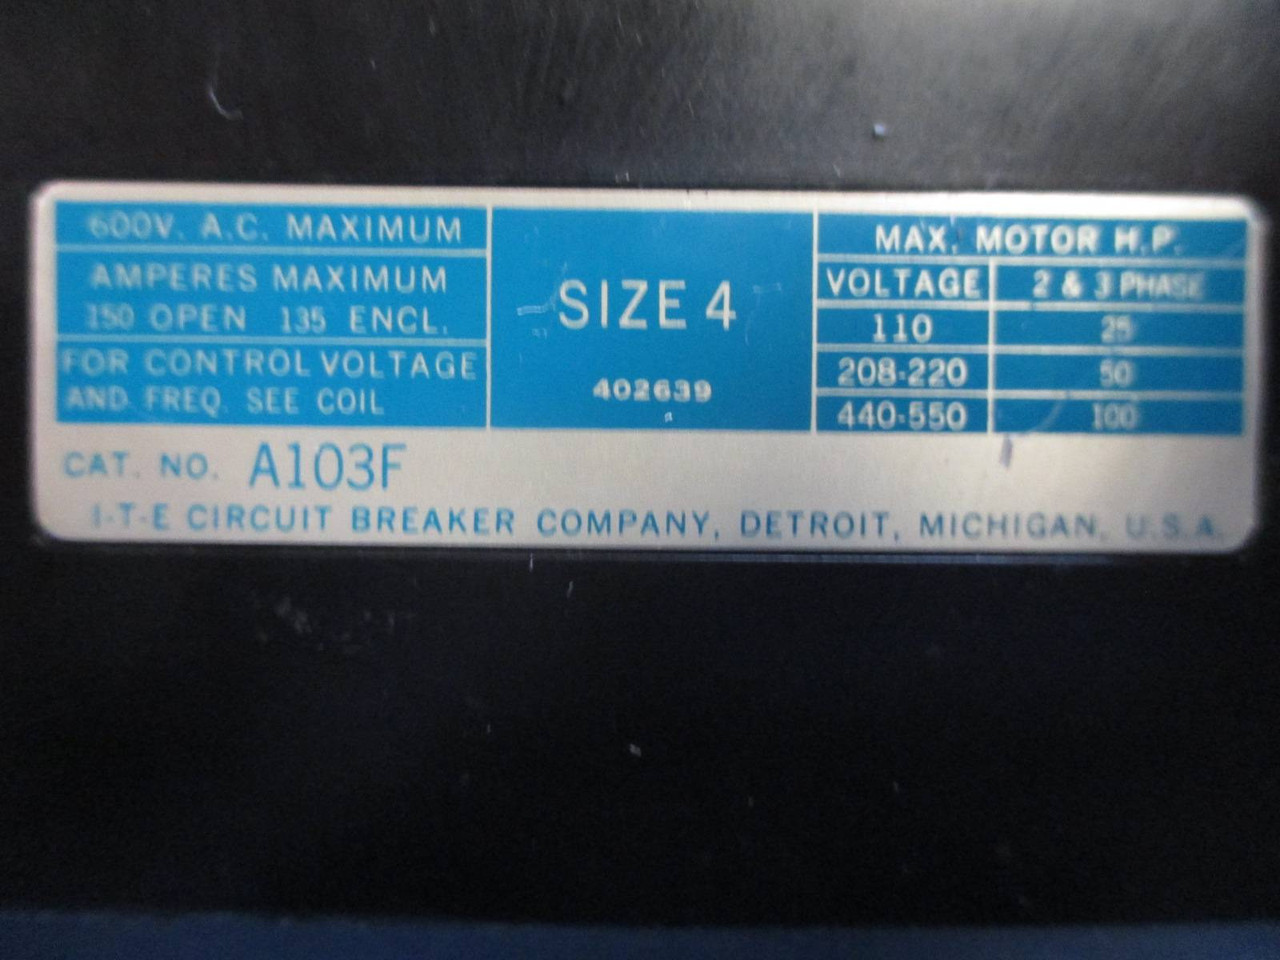 600V. A.C. MAXIMUM
AMPERES MAXIMUM
150 OPEN 135 ENCL.
FOR CONTROL VOLTAGE
AND FREQ. SEE COIL
SIZE 4
402639
MAX. MOTOR H.P.
VOLTAGE 2 & 3 PHASE
110 25
208-220 50
440-550 100
CAT. NO. A103F
I-T-E CIRCUIT BREAKER COMPANY, DETROIT, MICHIGAN, U.S.A.